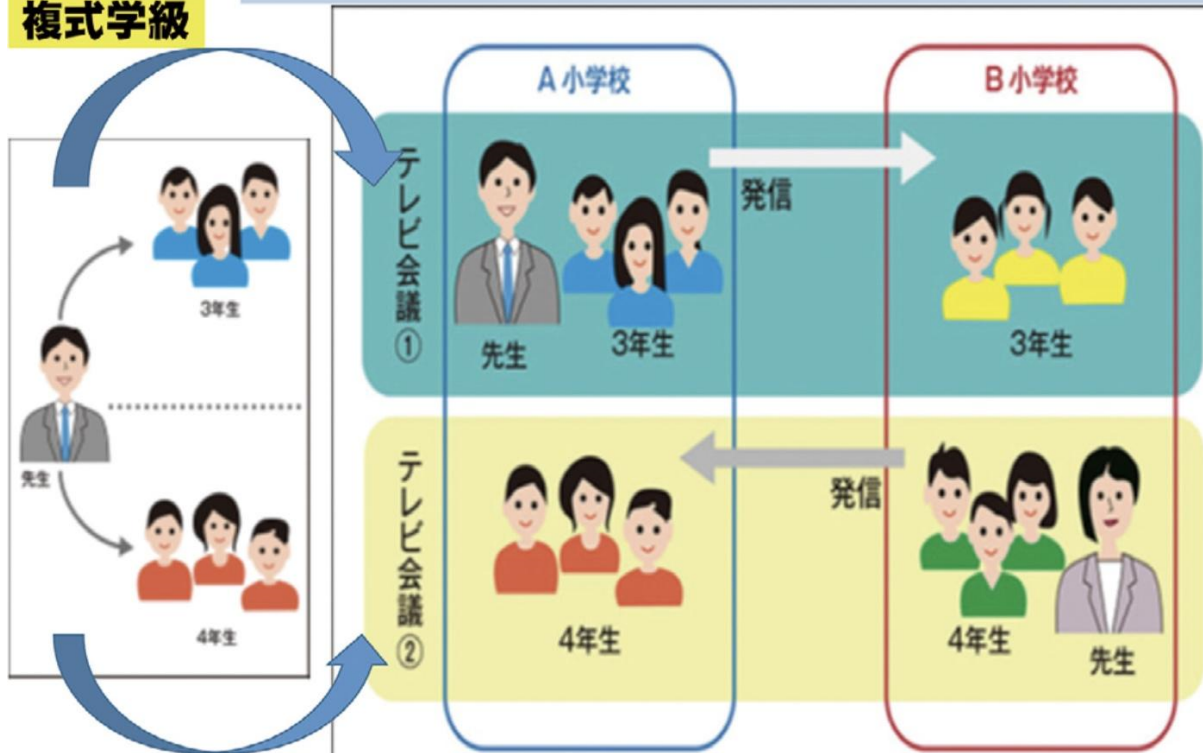 複式学級
3年生
先生
4年生
A小学校
B小学校
テレビ会議①
先生
3年生
発信
3年生
テレビ会議②
4年生
発信
4年生
先生